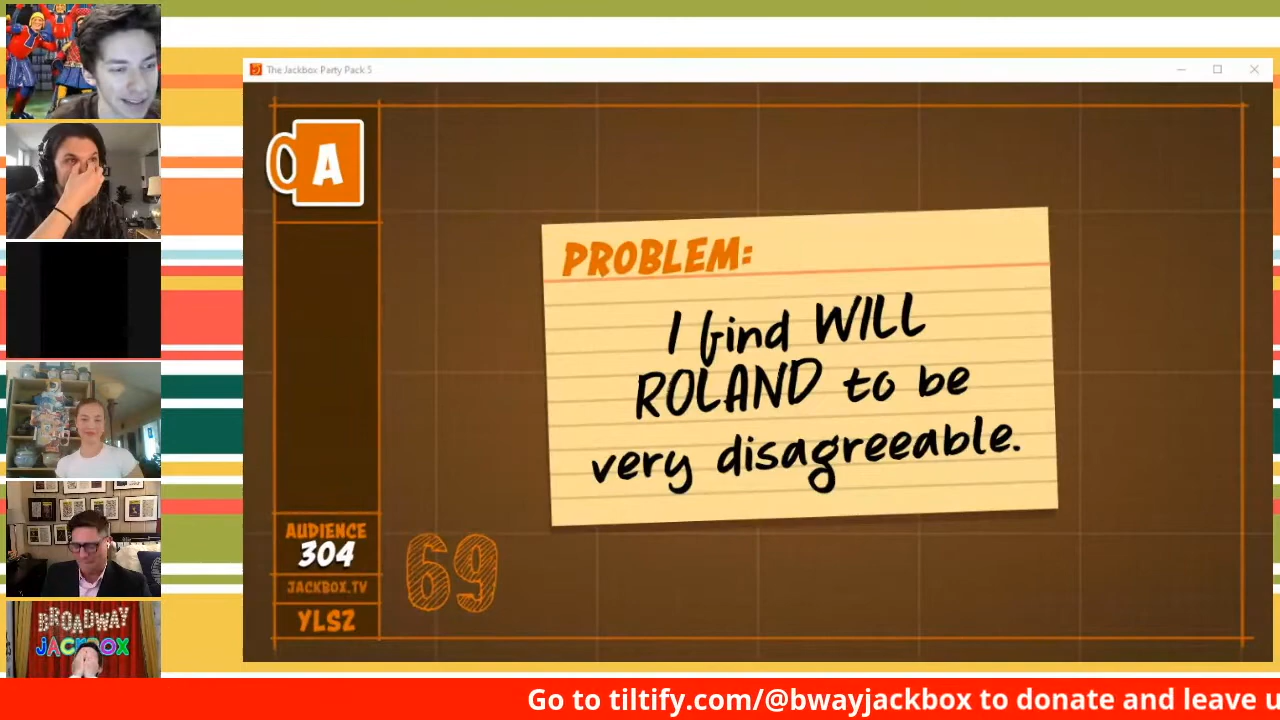 The Jackbox Party Pack 5
A
PROBLEM:
I find WILL
ROLAND to be
very disagreeable.
AUDIENCE
304
JACKBOX.TV
YLSZ
69
BROADWAY
JACKBOX
Go to tiltify.com/@bwayjackbox to donate and leave u